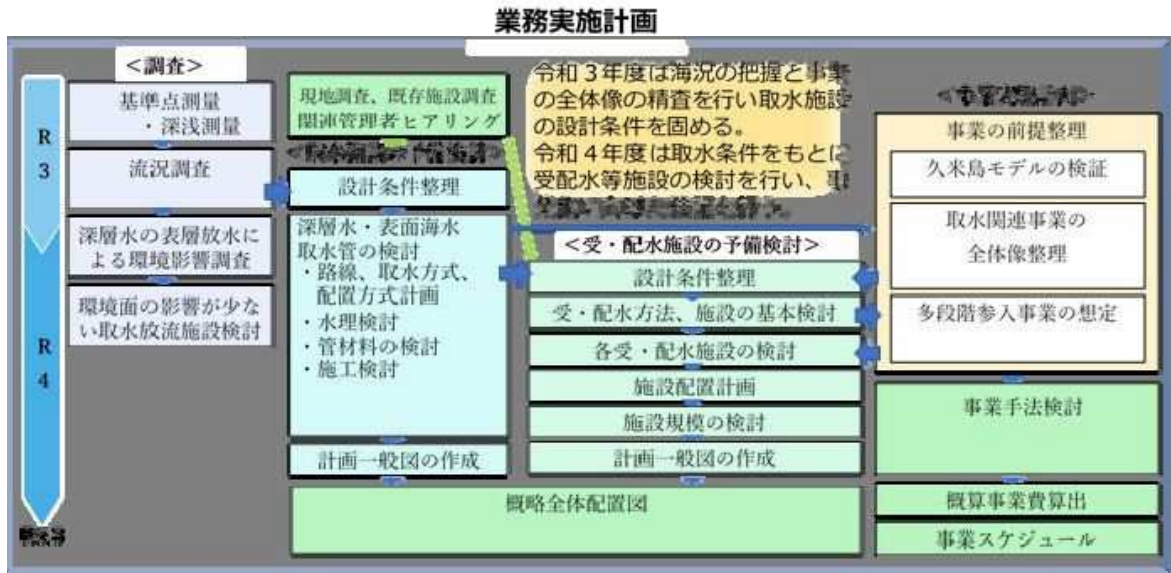 業務実施計画
R
3
R
4
<調査>
基準点測量
・深浅測量
流況調査
深層水の表層放水に
よる環境影響調査
環境面の影響が少な
い取水放流施設検討
現地調査、既存施設調査
関連管理者ヒアリング
設計条件整理
深層水・表面海水
取水管の検討
・路線、取水方式、
配置方式計画
・水理検討
・管材料の検討
・施工検討
計画一般図の作成
令和３年度は海況の把握と事業
の全体像の精査を行い取水施設
の設計条件を固める。
令和４年度は取水条件をもとに
受配水等施設の検討を行い、
<受・配水施設の予備検討>
設計条件整理
受・配水方法、施設の基本検討
各受・配水施設の検討
施設配置計画
施設規模の検討
計画一般図の作成
概略全体配置図
事業の前提整理
久米島モデルの検証
取水関連事業の
全体像整理
多段階参入事業の想定
事業手法検討
概算事業費算出
事業スケジュール